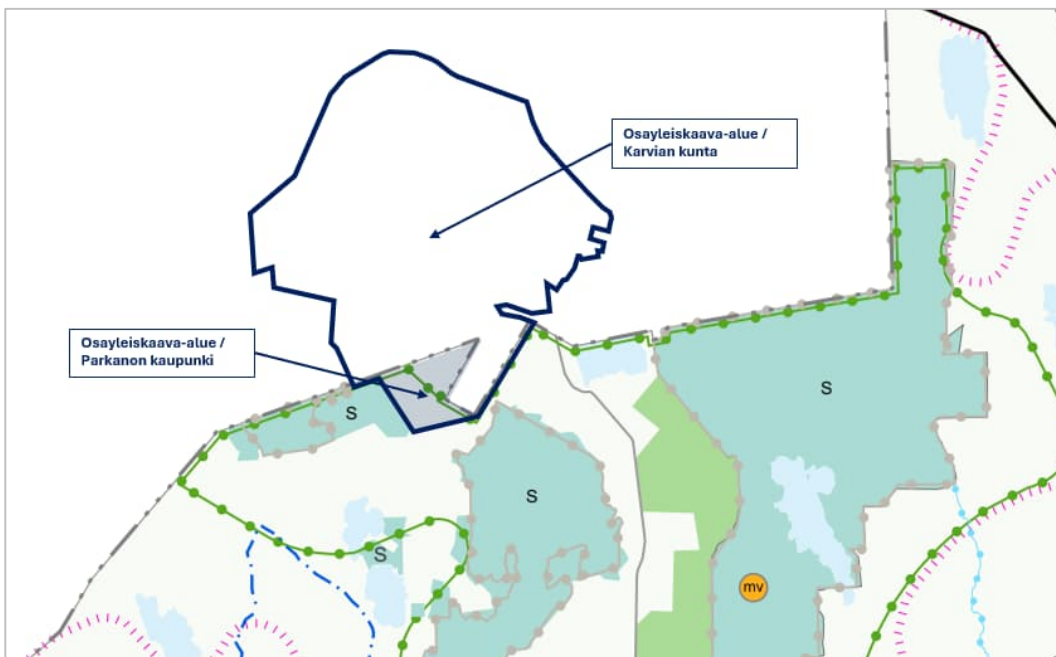 Osayleiskaava-alue /
Karvian kunta
Osayleiskaava-alue /
Parkanon kaupunki
S
S
S
S
mv